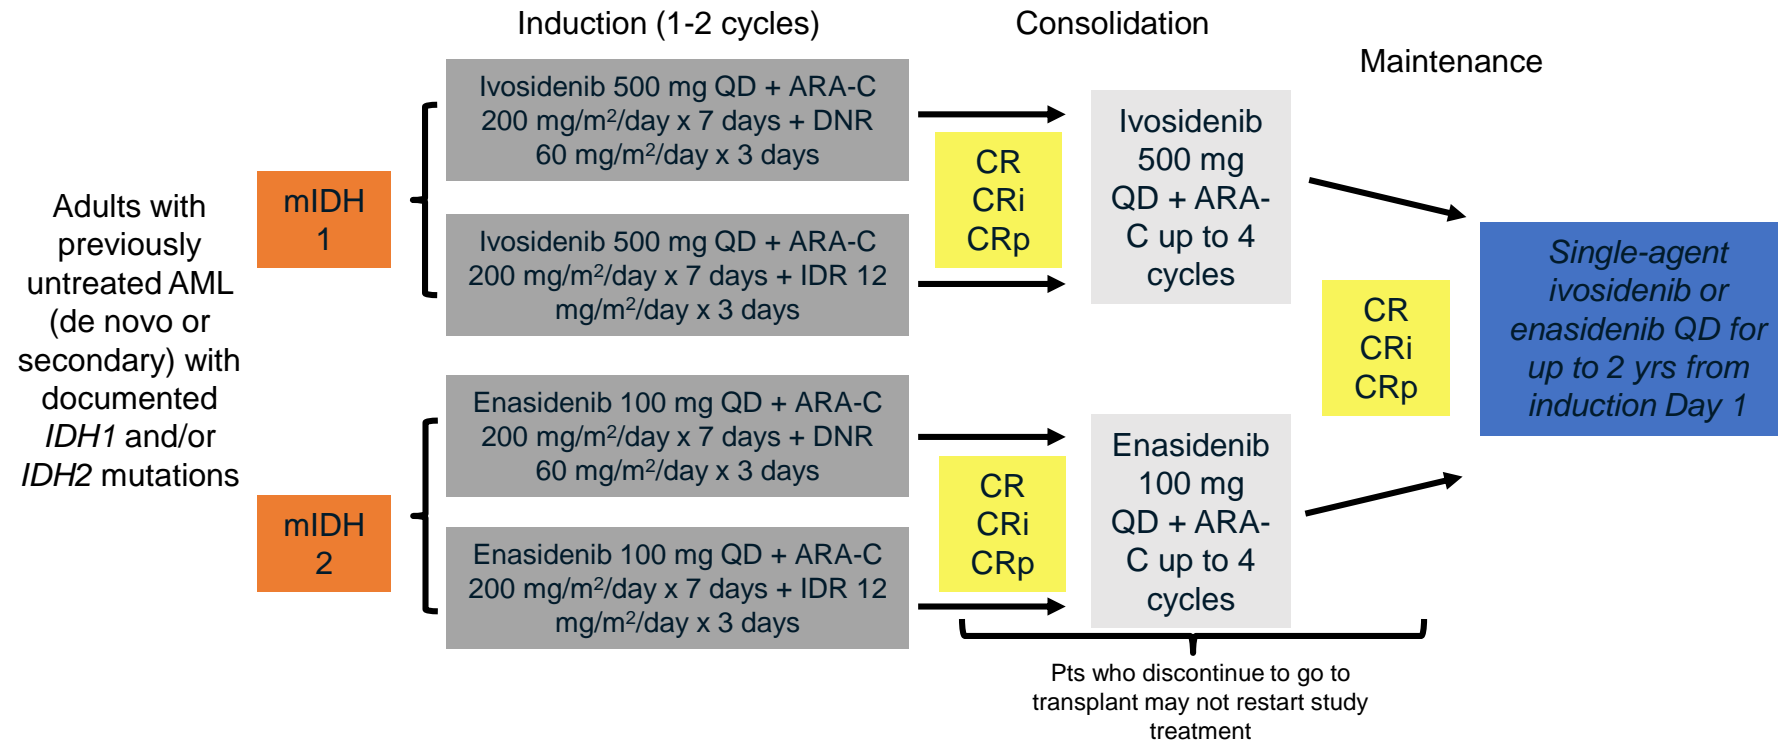 Induction (1-2 cycles)
Consolidation
Maintenance
Adults with
previously
untreated AML
(de novo or
secondary) with
documented
IDH1 and/or
IDH2 mutations
mIDH
1
mIDH
2
Ivosidenib 500 mg QD + ARA-C
200 mg/m²/day x 7 days + DNR
60 mg/m²/day x 3 days
Ivosidenib 500 mg QD + ARA-C
200 mg/m²/day x 7 days + IDR 12
mg/m²/day x 3 days
Enasidenib 100 mg QD + ARA-C
200 mg/m²/day x 7 days + DNR
60 mg/m²/day x 3 days
Enasidenib 100 mg QD + ARA-C
200 mg/m²/day x 7 days + IDR 12
mg/m²/day x 3 days
CR
CRi
CRp
CR
CRi
CRp
Ivosidenib
500 mg
QD + ARA-
C up to 4
cycles
Enasidenib
100 mg
QD + ARA-
C up to 4
cycles
CR
CRi
CRp
Single-agent
ivosidenib or
enasidenib QD for
up to 2 yrs from
induction Day 1
Pts who discontinue to go to
transplant may not restart study
treatment